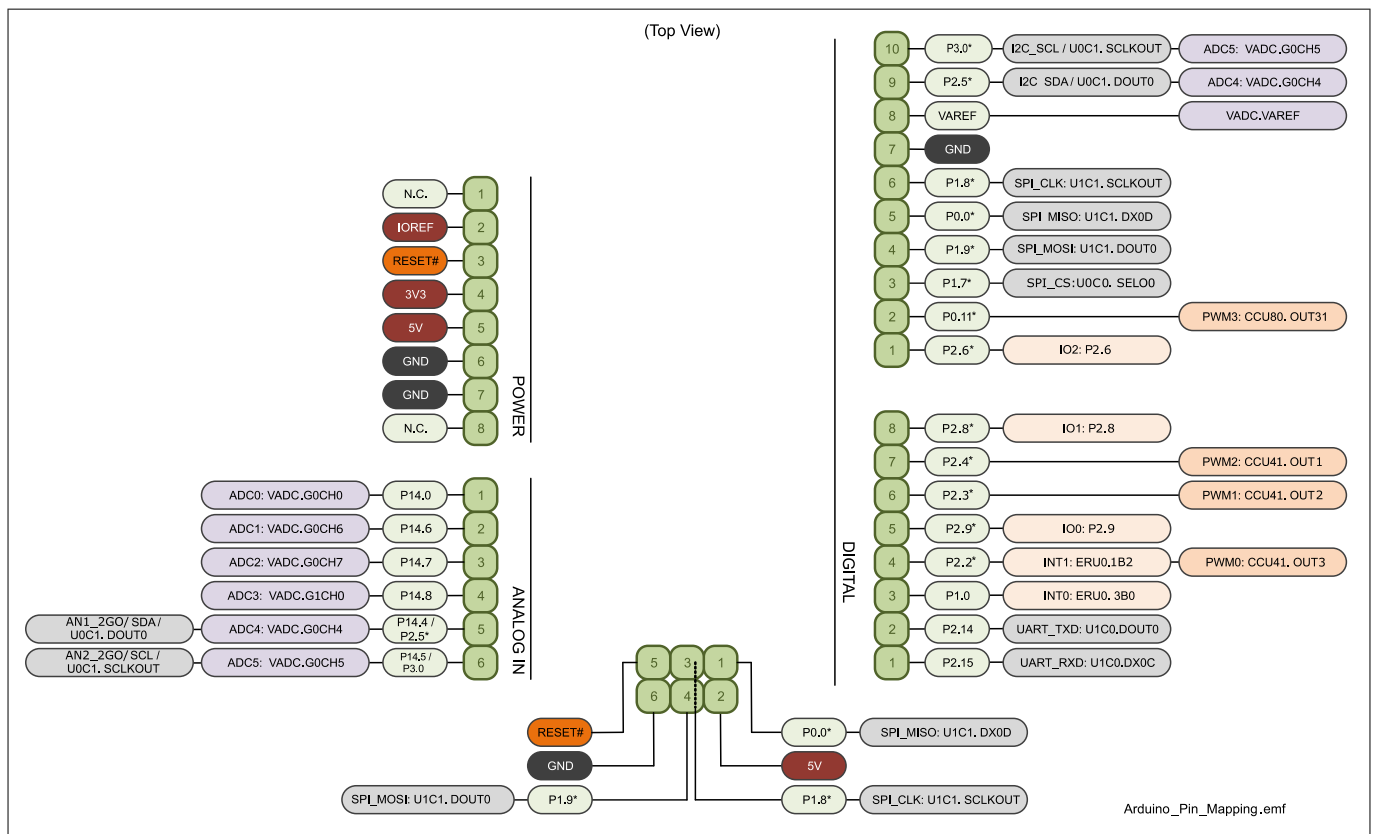 (Top View)
N.C. 1
IOREF 2
RESET# 3
3V3 4
5V 5
GND 6
GND 7
N.C. 8
POWER
ADC0: VADC.G0CH0 P14.0 1
ADC1: VADC.G0CH6 P14.6 2
ADC2: VADC.G0CH7 P14.7 3
ADC3: VADC.G1CH0 P14.8 4
AN1_2GO/ SDA /
U0C1. DOUT0
ADC4: VADC.G0CH4
P14.4 /
P2.5*
5
AN2_2GO/ SCL /
U0C1. SCLKOUT
ADC5: VADC.G0CH5
P14.5 /
P3.0
6
ANALOG IN
10 P3.0* I2C_SCL / U0C1. SCLKOUT ADC5: VADC.G0CH5
9 P2.5* I2C SDA / U0C1. DOUT0 ADC4: VADC.G0CH4
8 VAREF VADC.VAREF
7 GND
6 P1.8* SPI_CLK: U1C1. SCLKOUT
5 P0.0* SPI MISO: U1C1. DX0D
4 P1.9* SPI_MOSI: U1C1. DOUT0
3 P1.7* SPI_CS:U0C0. SELO0
2 P0.11* PWM3: CCU80. OUT31
1 P2.6* IO2: P2.6
8 P2.8* IO1: P2.8
7 P2.4* PWM2: CCU41. OUT1
6 P2.3* PWM1: CCU41. OUT2
5 P2.9* IO0: P2.9
4 P2.2* INT1: ERU0.1B2 PWM0: CCU41. OUT3
3 P1.0 INT0: ERU0. 3B0
2 P2.14 UART_TXD: U1C0.DOUT0
1 P2.15 UART_RXD: U1C0.DX0C
DIGITAL
5 3 1
6 4 2
RESET#
GND
SPI_MOSI: U1C1. DOUT0 P1.9*
P0.0* SPI_MISO: U1C1. DX0D
5V
P1.8* SPI_CLK: U1C1. SCLKOUT
Arduino_Pin_Mapping.emf